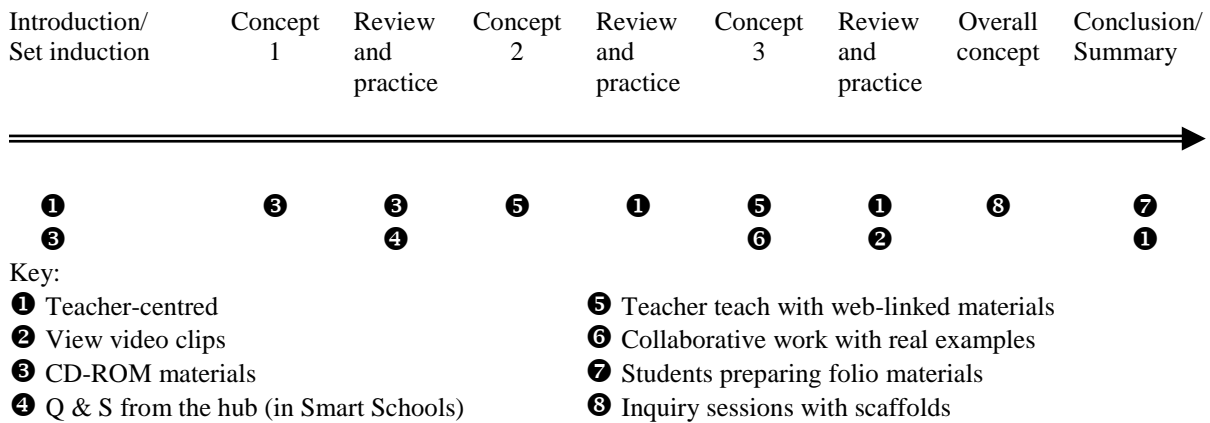 Introduction/ Concept Review Concept Review Concept Review Overall Conclusion/
Set induction 1 and 2 and 3 and concept Summary
practice practice practice
❶ ❸ ❸ ❺ ❶ ❺ ❶ ❽ ❼
❸ ❹ ❻ ❷ ❶
Key:
❶ Teacher-centred ❺ Teacher teach with web-linked materials
❷ View video clips ❻ Collaborative work with real examples
❸ CD-ROM materials ❼ Students preparing folio materials
❹ Q & S from the hub (in Smart Schools) ❽ Inquiry sessions with scaffolds